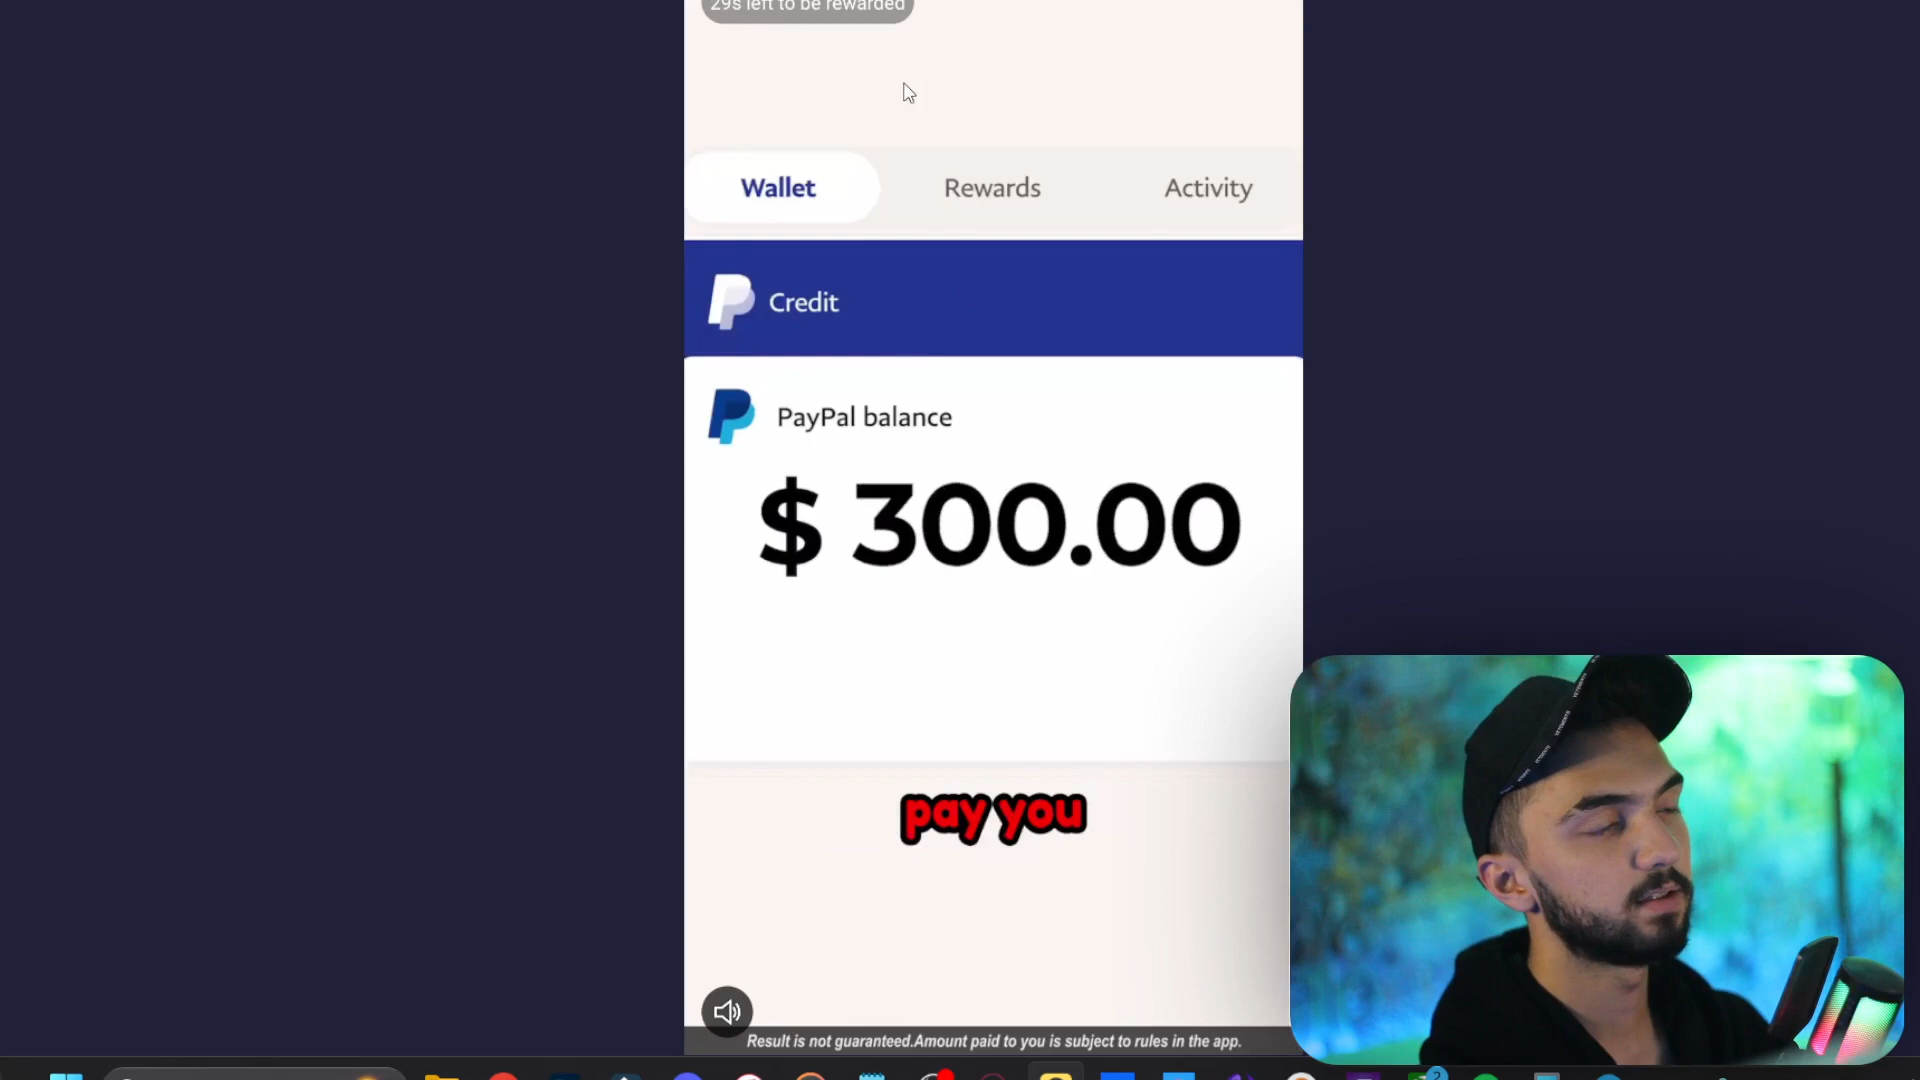 29s left to be rewarded
Wallet Rewards Activity
Credit
PayPal balance
$ 300.00
pay you
Result is not guaranteed.Amount paid to you is subject to rules in the app.
2